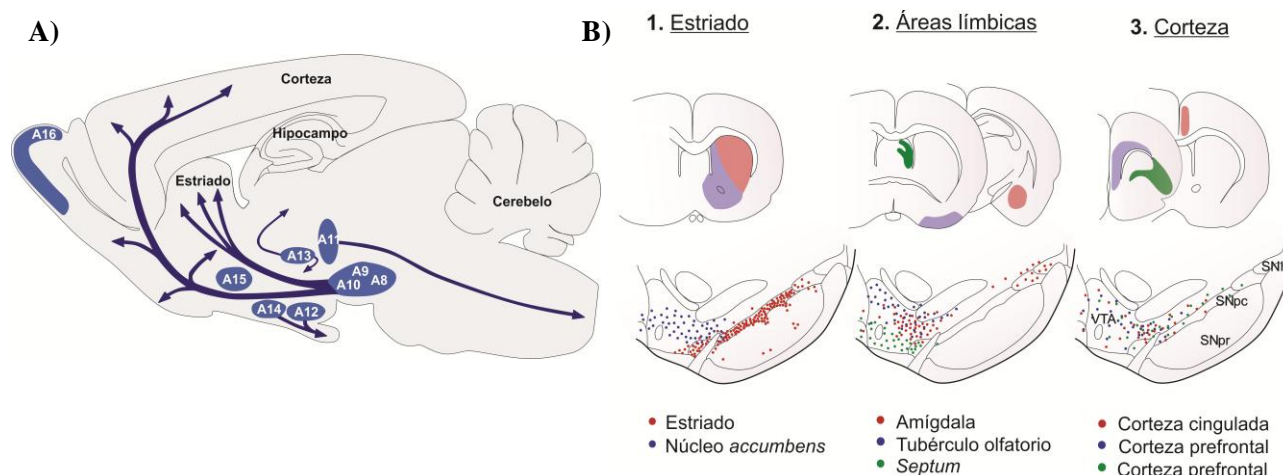 A)
Corteza
A16
Hipocampo
Estriado
Cerebelo
A11
A13
A9
A10
A8
A15
A14
A12
B)
1. Estriado
2. Áreas límbicas
3. Corteza
VTA
SNpc
SNpr
Estriado
Núcleo accumbens
Amígdala
Tubérculo olfatorio
Septum
Corteza cingulada
Corteza prefrontal
Corteza prefrontal